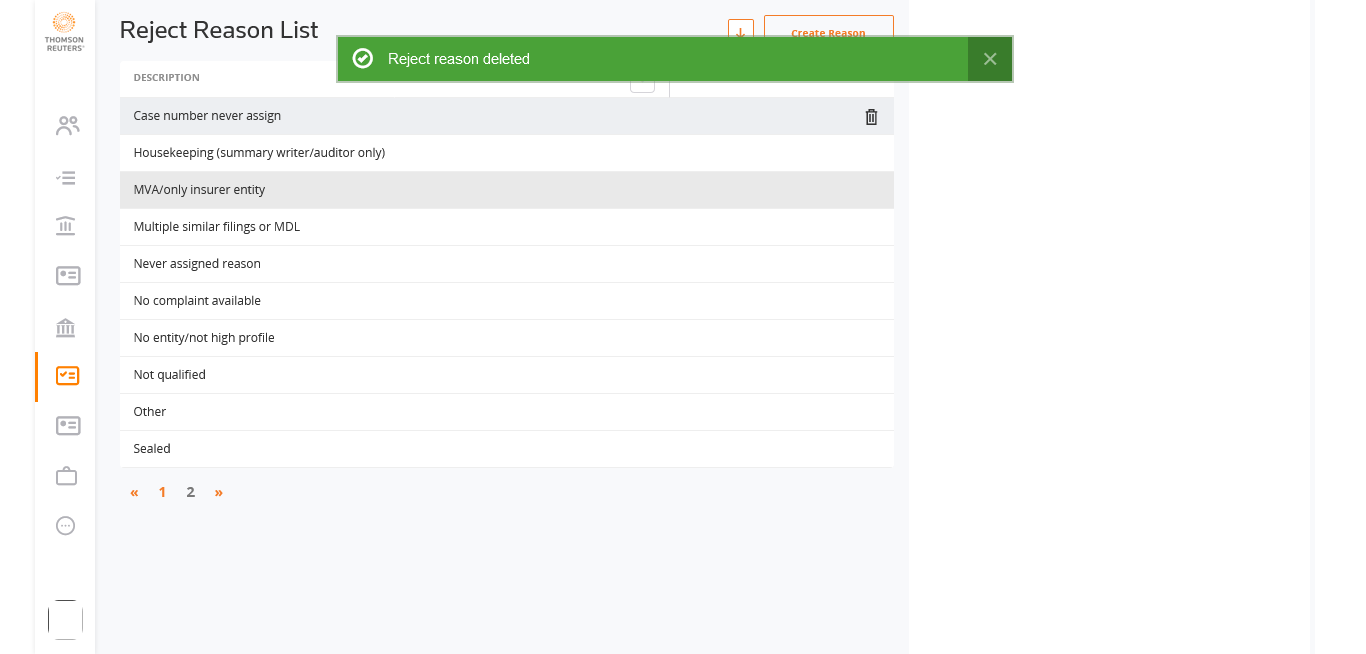 THOMSON
REUTERS
Reject Reason List
Create Reason
Reject reason deleted
DESCRIPTION
Case number never assign
Housekeeping (summary writer/auditor only)
MVA/only insurer entity
Multiple similar filings or MDL
Never assigned reason
No complaint available
No entity/not high profile
Not qualified
Other
Sealed
« 1 2 »